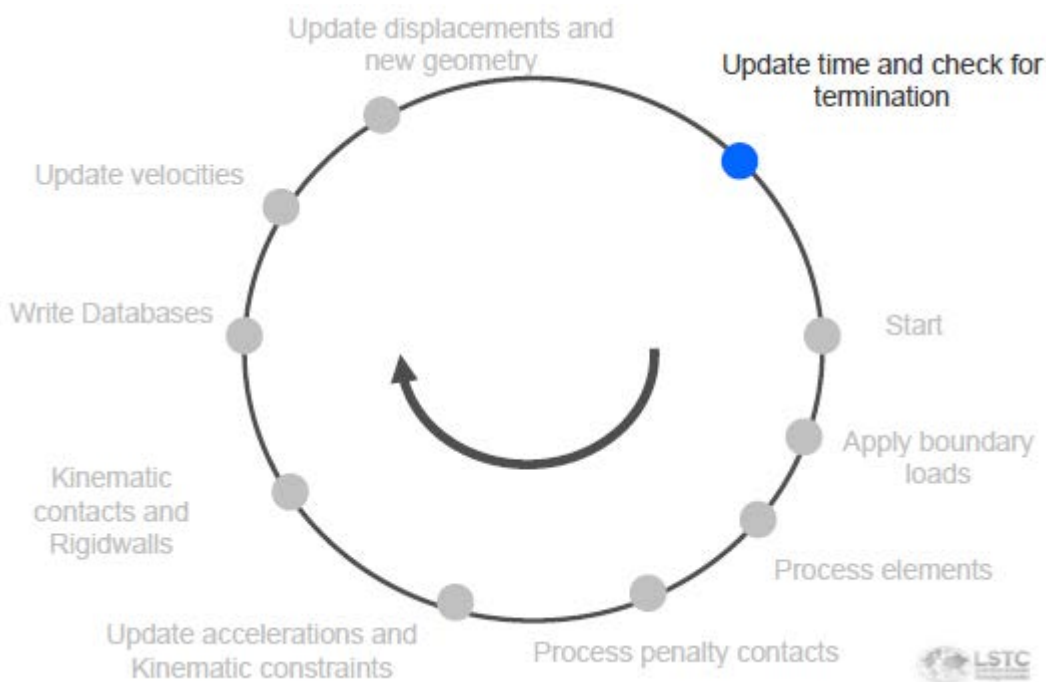 Update displacements and
new geometry
Update time and check for
termination
Update velocities
Write Databases
Start
Apply boundary
loads
Kinematic
contacts and
Rigidwalls
Process elements
Update accelerations and
Kinematic constraints
Process penalty contacts
LSTC